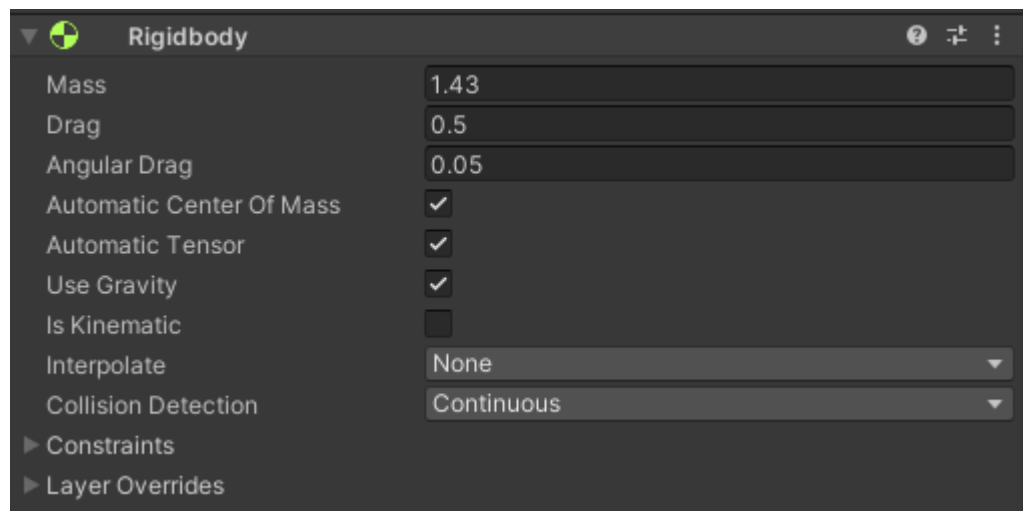 Rigidbody
Mass 1.43
Drag 0.5
Angular Drag 0.05
Automatic Center Of Mass
Automatic Tensor
Use Gravity
Is Kinematic
Interpolate None
Collision Detection Continuous
Constraints
Layer Overrides